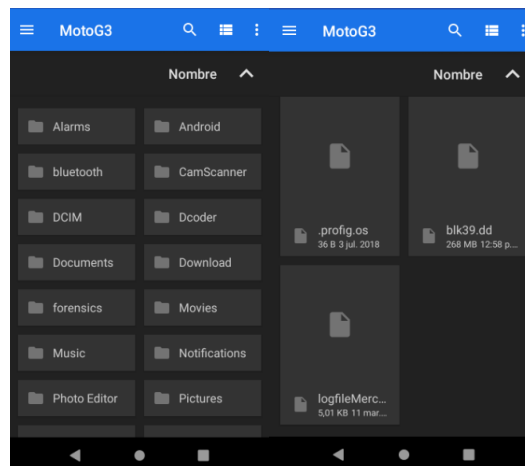 MotoG3
Nombre
Alarms
Android
bluetooth
CamScanner
DCIM
Dcoder
Documents
Download
forensics
Movies
Music
Notifications
Photo Editor
Pictures
MotoG3
Nombre
.profig.os
36 B 3 jul. 2018
blk39.dd
268 MB 12:58 p...
logfileMerc...
5,01 KB 11 mar....